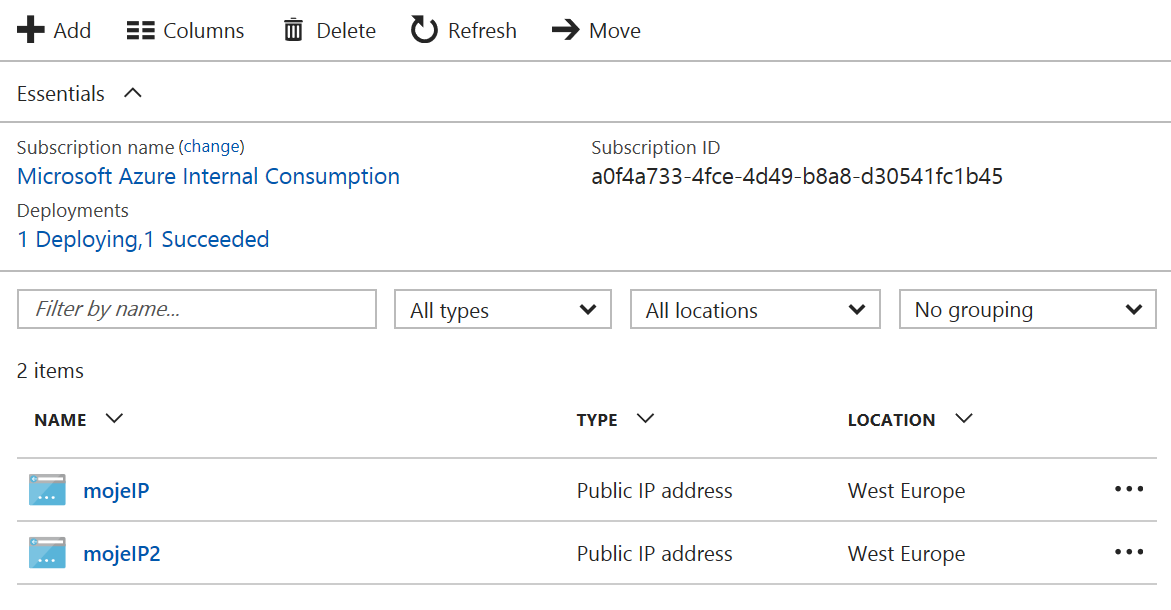 Add Columns Delete Refresh Move
Essentials
Subscription name (change) Subscription ID
Microsoft Azure Internal Consumption a0f4a733-4fce-4d49-b8a8-d30541fc1b45
Deployments
1 Deploying,1 Succeeded
Filter by name... All types All locations No grouping
2 items
NAME TYPE LOCATION
mojeIP Public IP address West Europe
mojeIP2 Public IP address West Europe